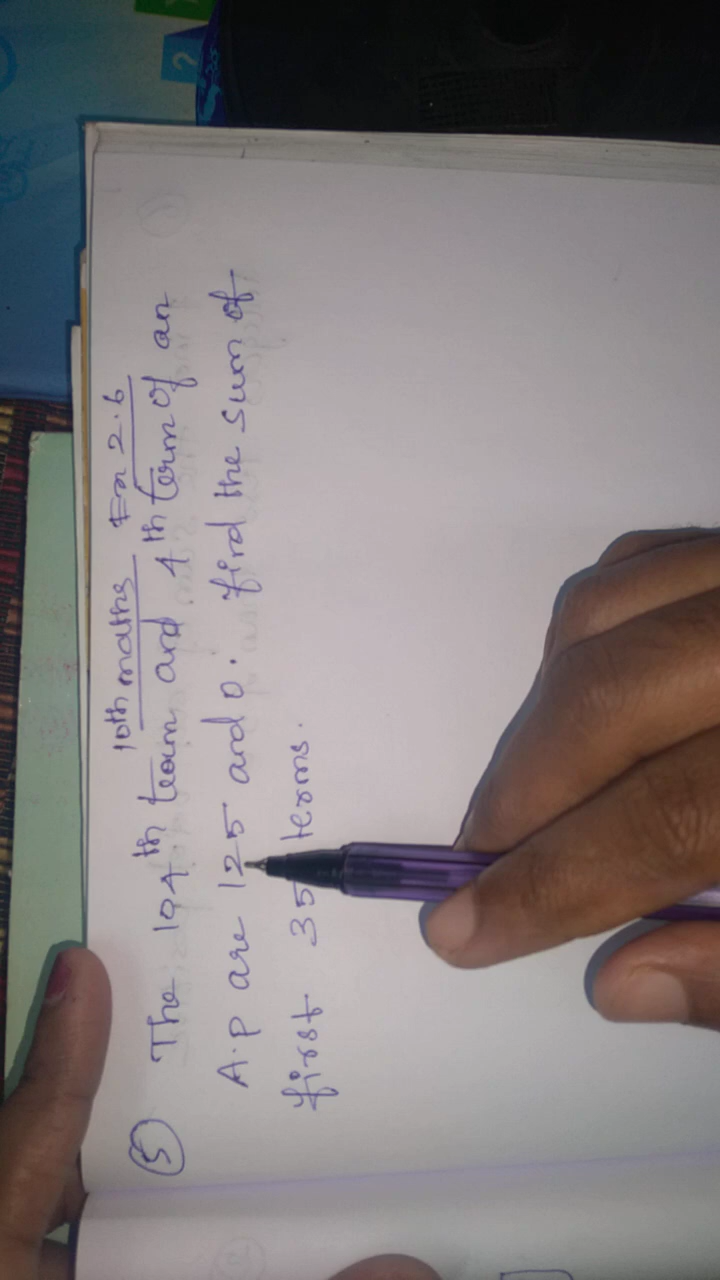 10th maths Ex 2.6
5 The 104th term and 4th term of an
A.P are 125 and 0. find the sum of
first 35 terms.